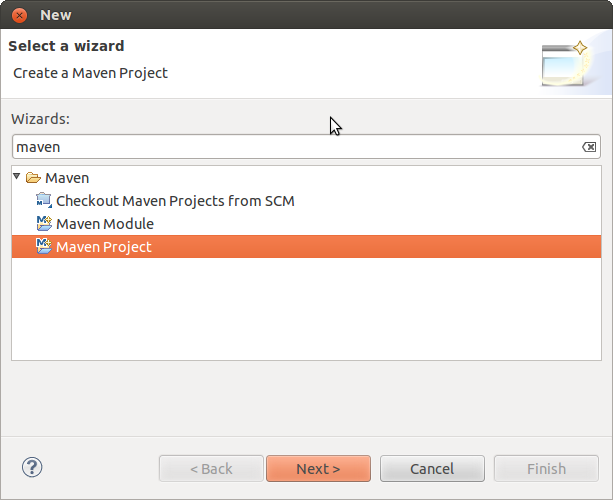 New
Select a wizard
Create a Maven Project
Wizards:
maven
Maven
Checkout Maven Projects from SCM
Maven Module
Maven Project
< Back
Next >
Cancel
Finish